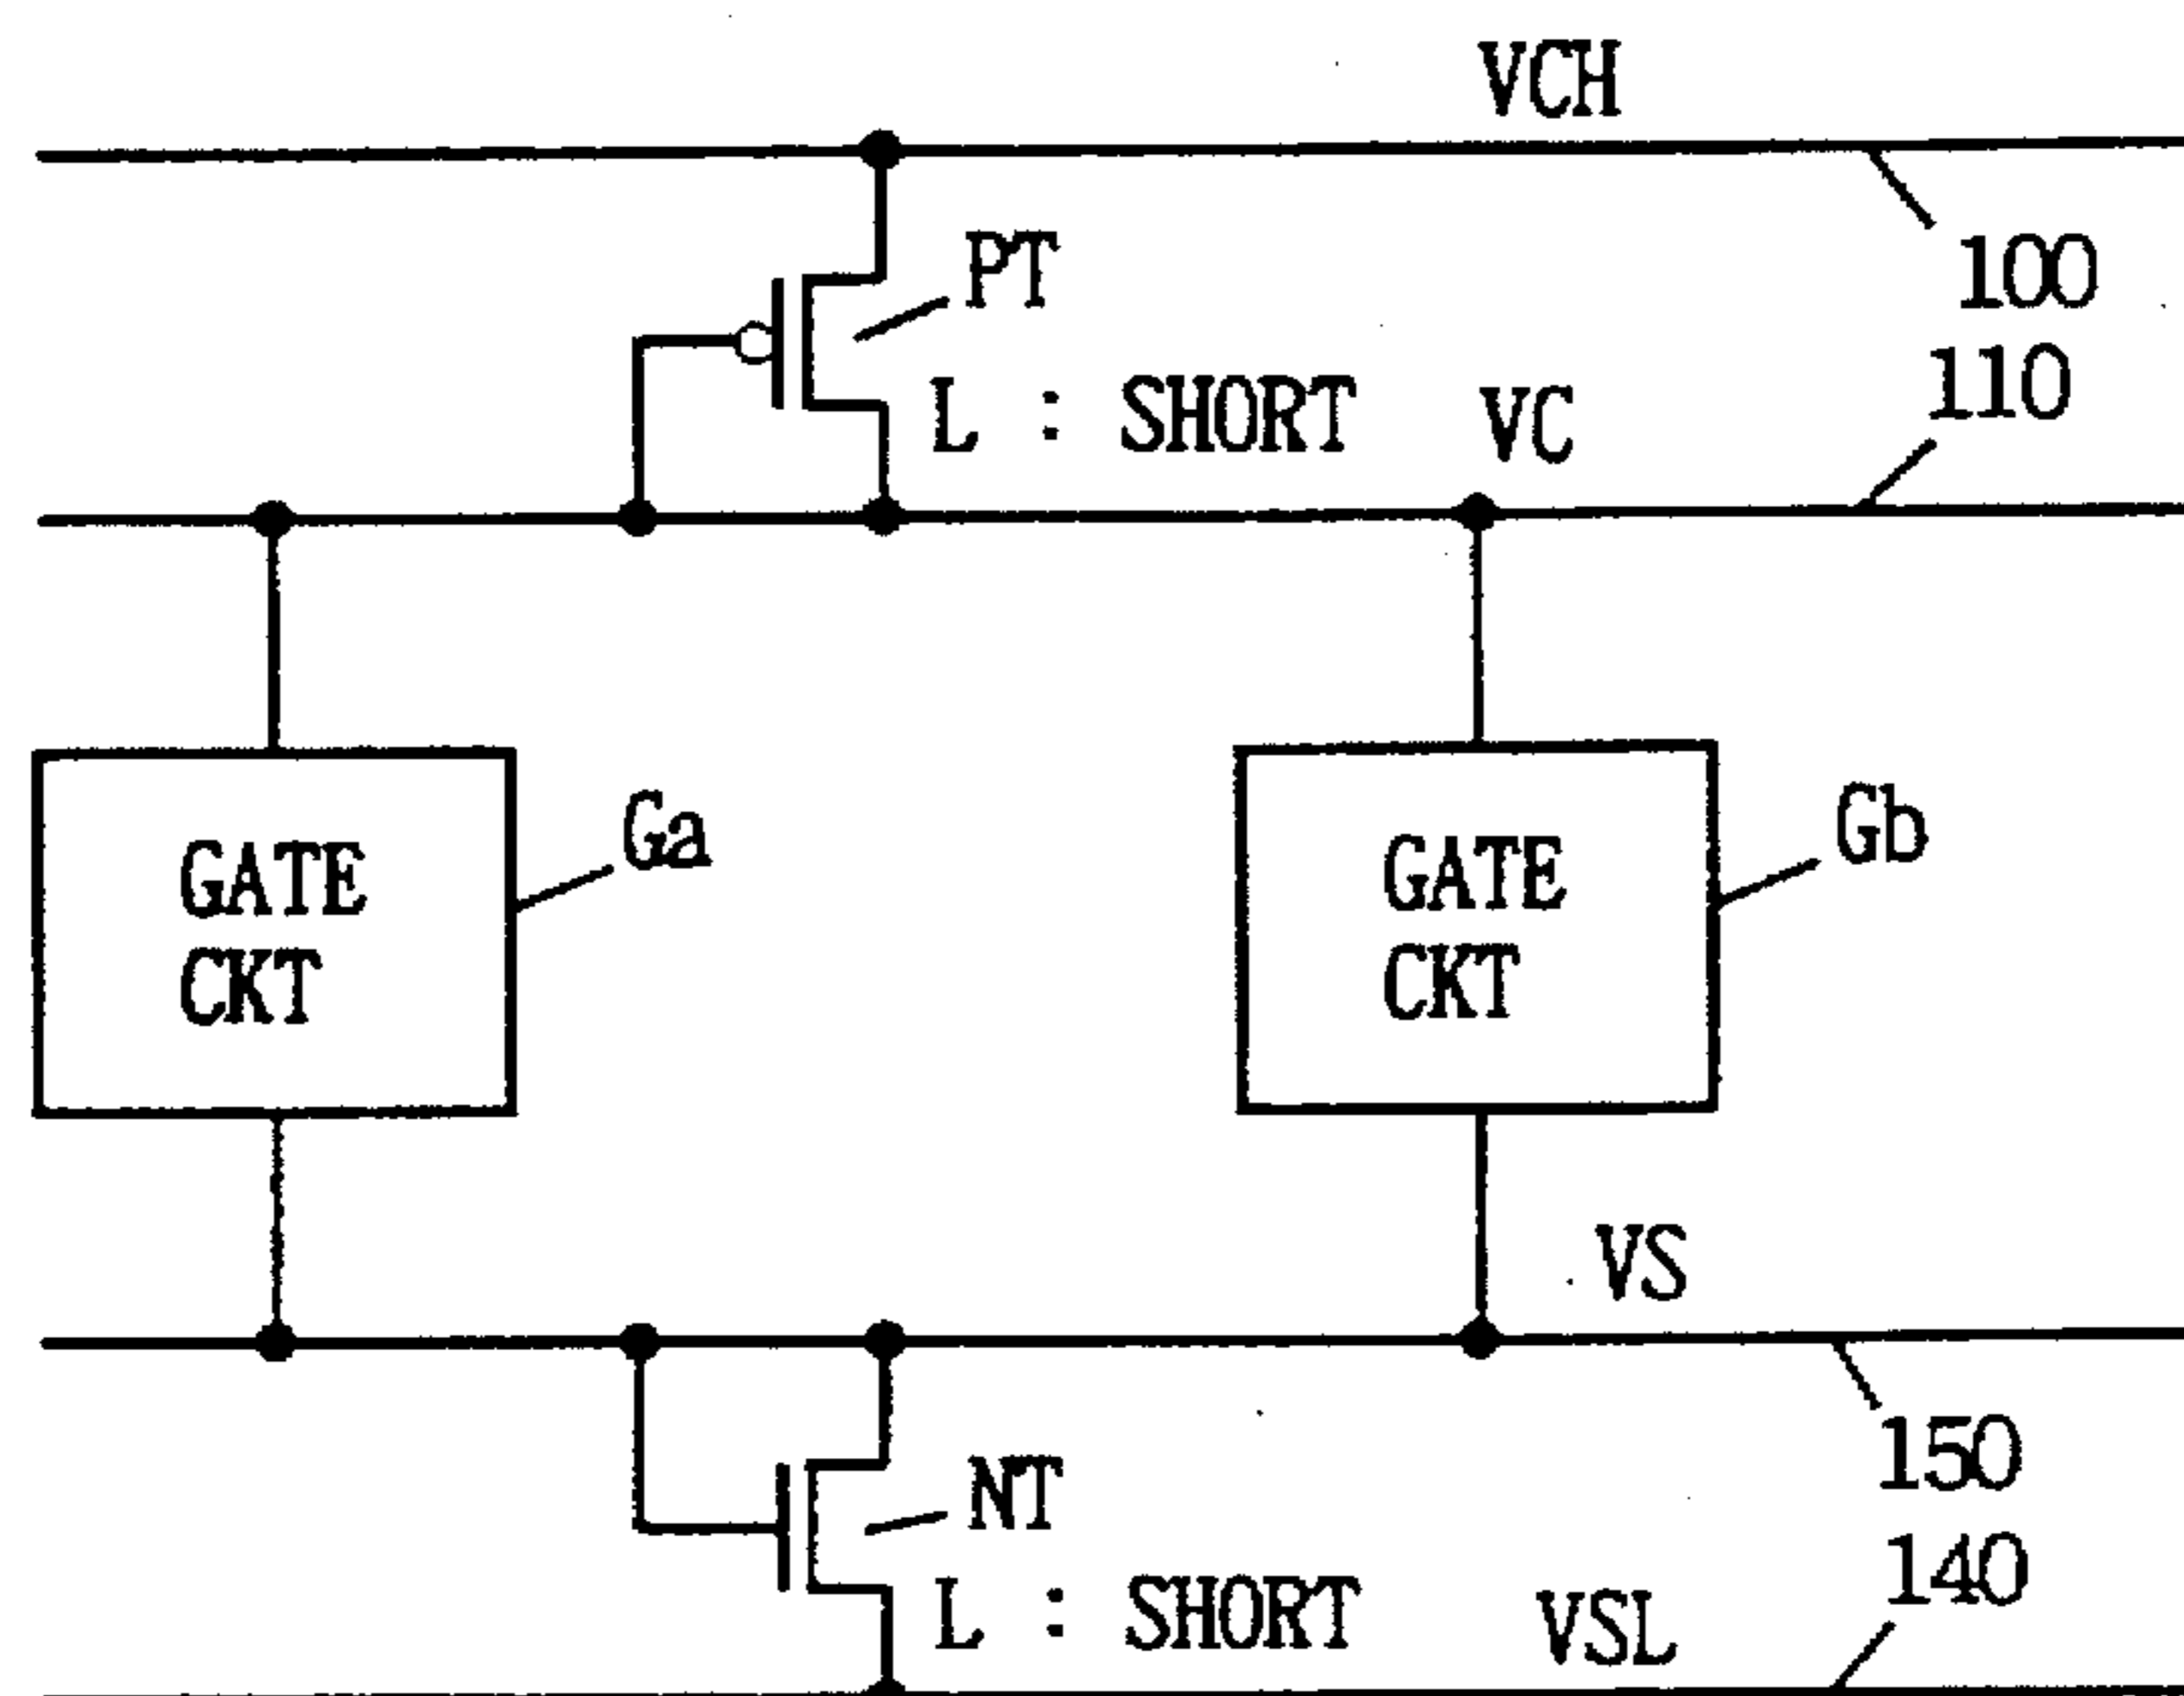 VCH
PT
100
110
L : SHORT
VC
GATE
CKT
Ga
GATE
CKT
Gb
VS
150
NT
140
L : SHORT
VSL